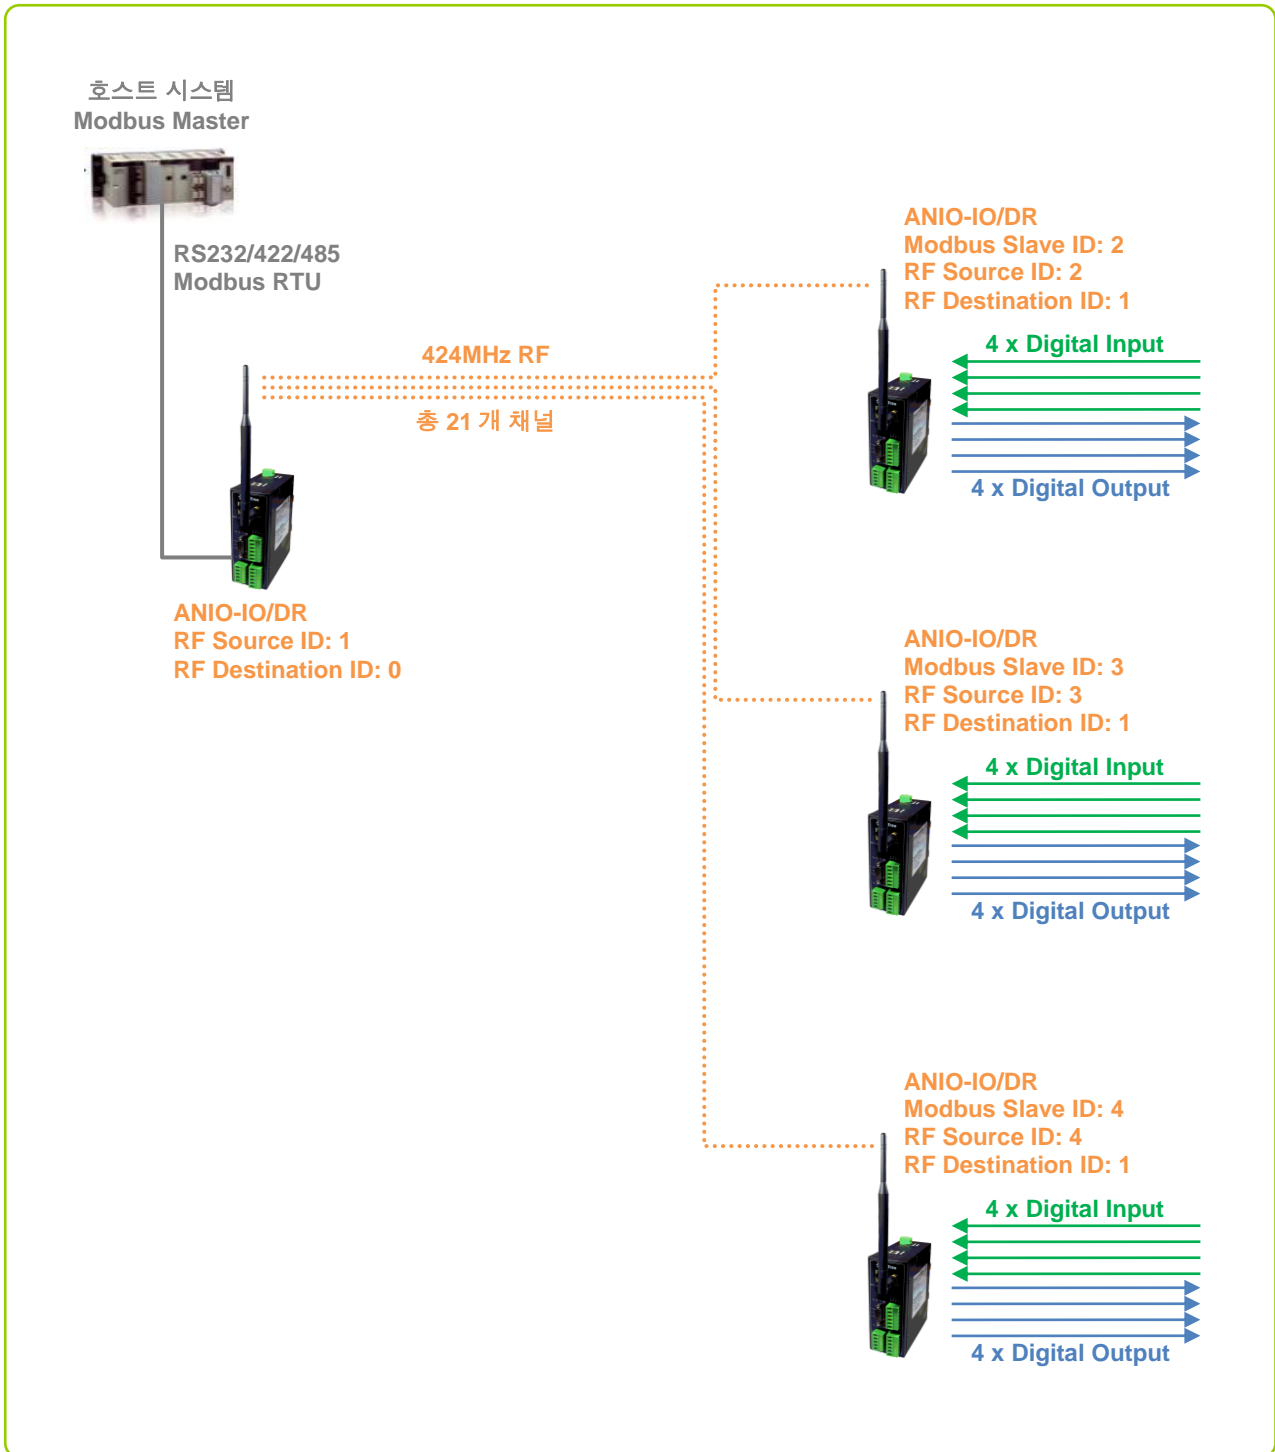 호스트 시스템
Modbus Master
RS232/422/485
Modbus RTU
424MHz RF
총 21 개 채널
ANIO-IO/DR
RF Source ID: 1
RF Destination ID: 0
ANIO-IO/DR
Modbus Slave ID: 2
RF Source ID: 2
RF Destination ID: 1
4 x Digital Input
4 x Digital Output
ANIO-IO/DR
Modbus Slave ID: 3
RF Source ID: 3
RF Destination ID: 1
4 x Digital Input
4 x Digital Output
ANIO-IO/DR
Modbus Slave ID: 4
RF Source ID: 4
RF Destination ID: 1
4 x Digital Input
4 x Digital Output